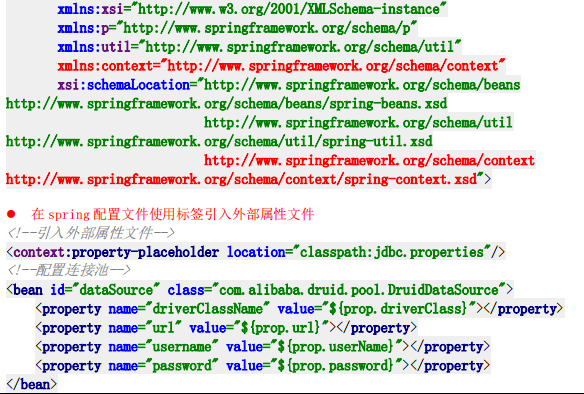 xmlns:xsi="http://www.w3.org/2001/XMLSchema-instance"
xmlns:p="http://www.springframework.org/schema/p"
xmlns:util="http://www.springframework.org/schema/util"
xmlns:context="http://www.springframework.org/schema/context"
xsi:schemaLocation="http://www.springframework.org/schema/beans
http://www.springframework.org/schema/beans/spring-beans.xsd
http://www.springframework.org/schema/util
http://www.springframework.org/schema/util/spring-util.xsd
http://www.springframework.org/schema/context
http://www.springframework.org/schema/context/spring-context.xsd">
● 在 spring 配置文件使用标签引入外部属性文件
<!--引入外部属性文件-->
<context:property-placeholder location="classpath:jdbc.properties"/>
<!--配置连接池-->
<bean id="dataSource" class="com.alibaba.druid.pool.DruidDataSource">
<property name="driverClassName" value="${prop.driverClass}"></property>
<property name="url" value="${prop.url}"></property>
<property name="username" value="${prop.userName}"></property>
<property name="password" value="${prop.password}"></property>
</bean>